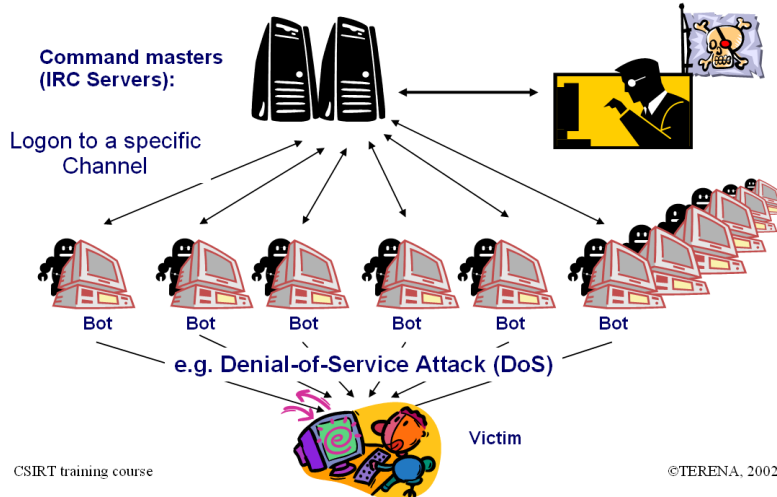 Command masters
(IRC Servers):
Logon to a specific
Channel
Bot
Bot
Bot
Bot
Bot
Bot
e.g. Denial-of-Service Attack (DoS)
Victim
CSIRT training course
©TERENA, 2002